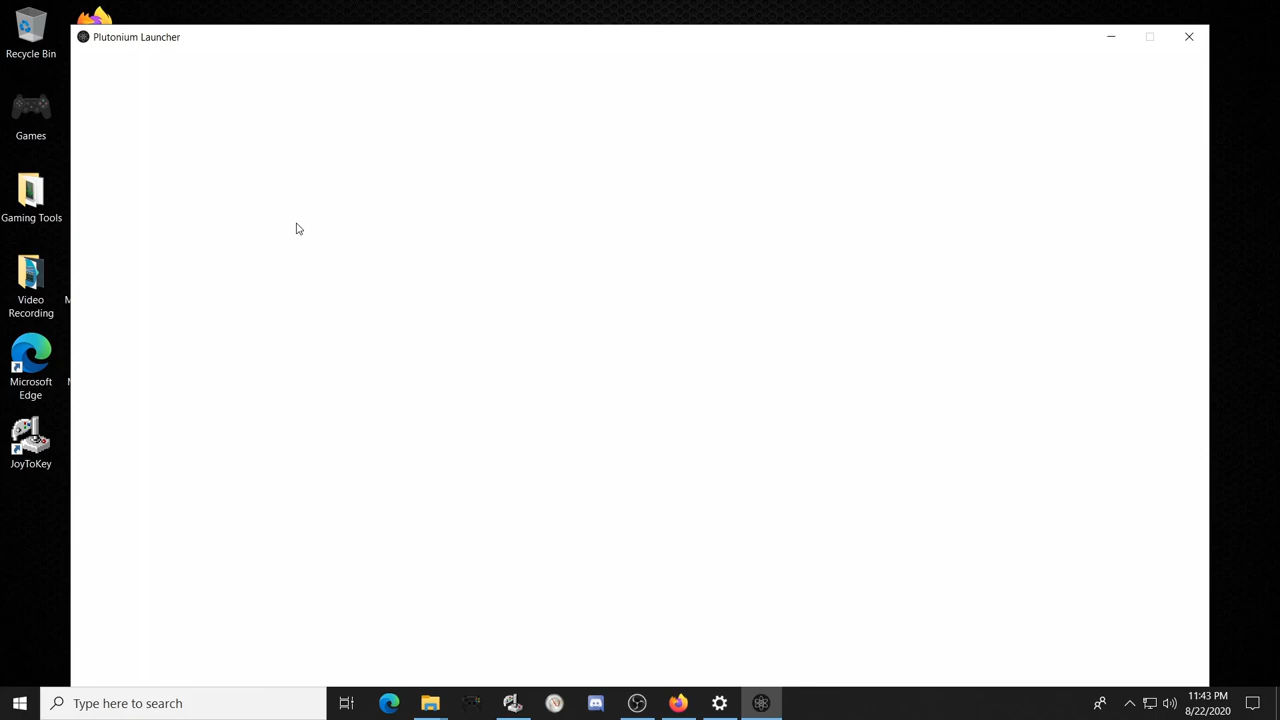 Recycle Bin
Plutonium Launcher
Games
Gaming Tools
Video
Recording
M
Microsoft
Edge
M
JoyToKey
Type here to search
11:43 PM
8/22/2020